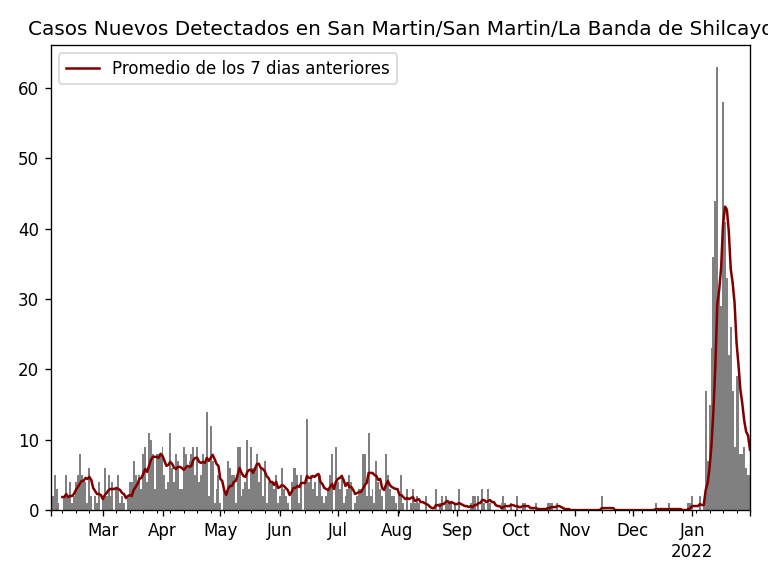 Casos Nuevos Detectados en San Martin/San Martin/La Banda de Shilcayo
Promedio de los 7 dias anteriores
60
50
40
30
20
10
0
Mar Apr May Jun Jul Aug Sep Oct Nov Dec Jan
2022